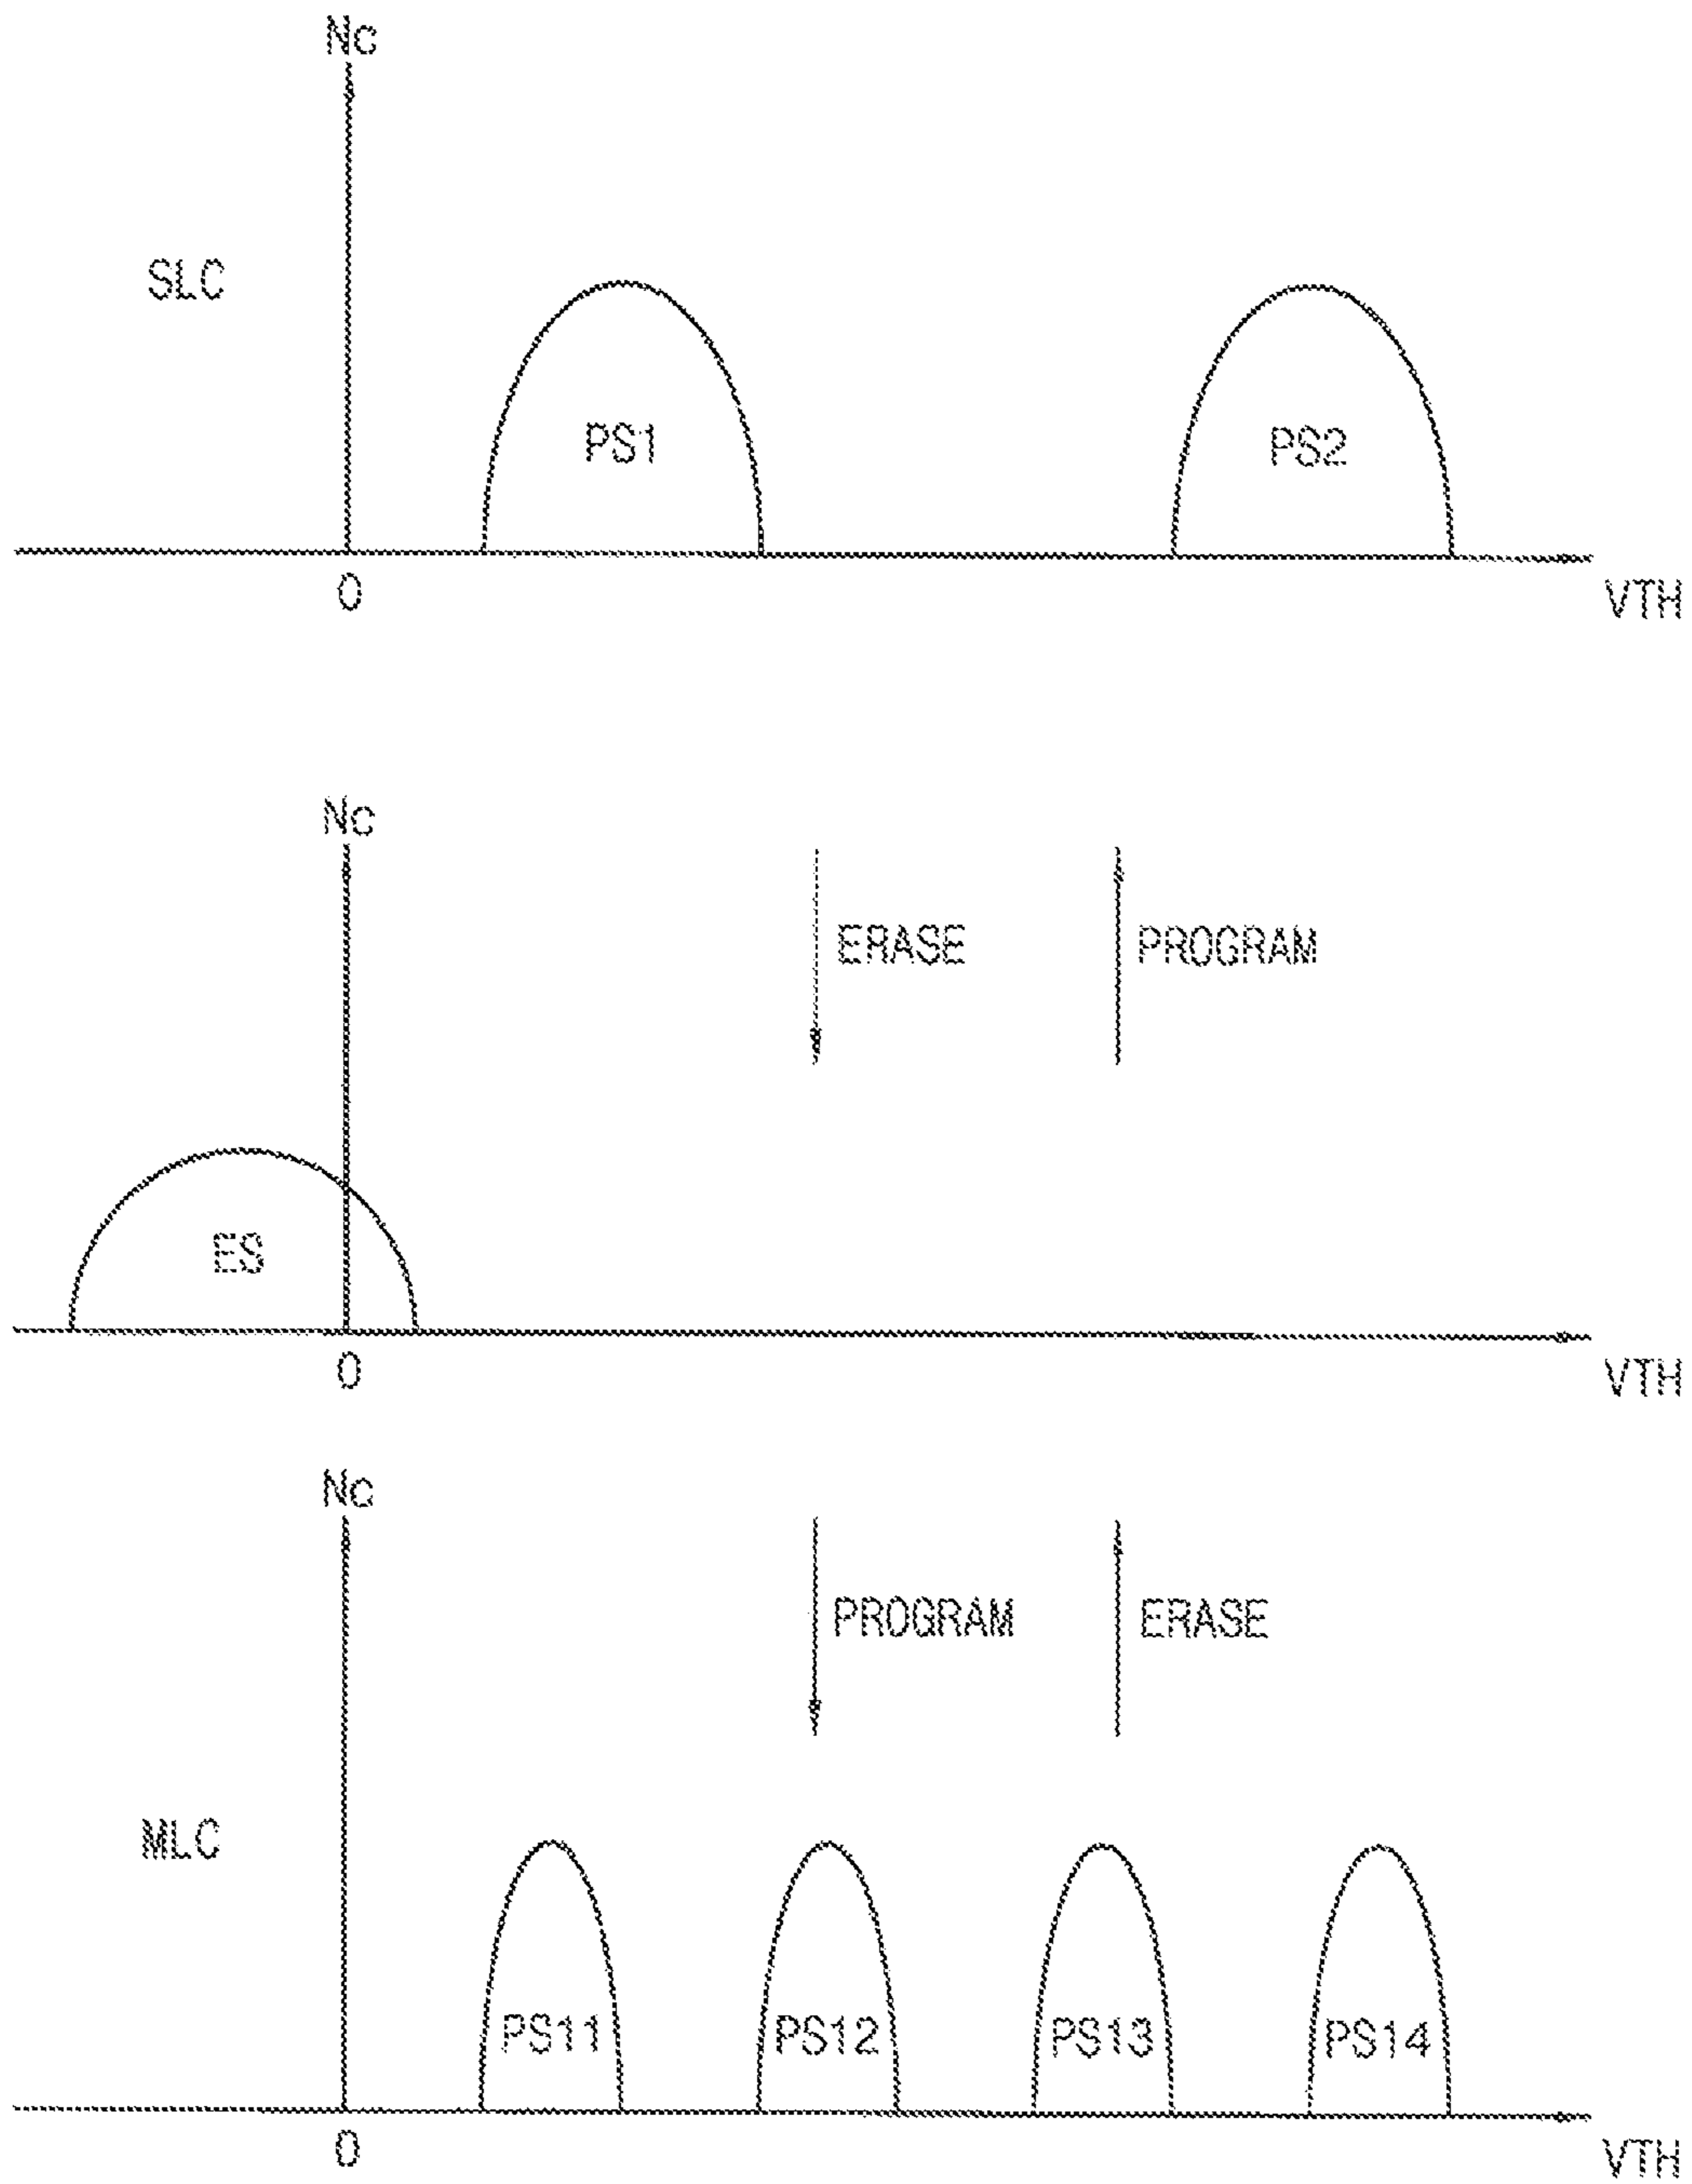 Nc
SLC
PS1
PS2
0
VTH
Nc
ERASE
PROGRAM
ES
0
VTH
Nc
PROGRAM
ERASE
MLC
PS11
PS12
PS13
PS14
0
VTH